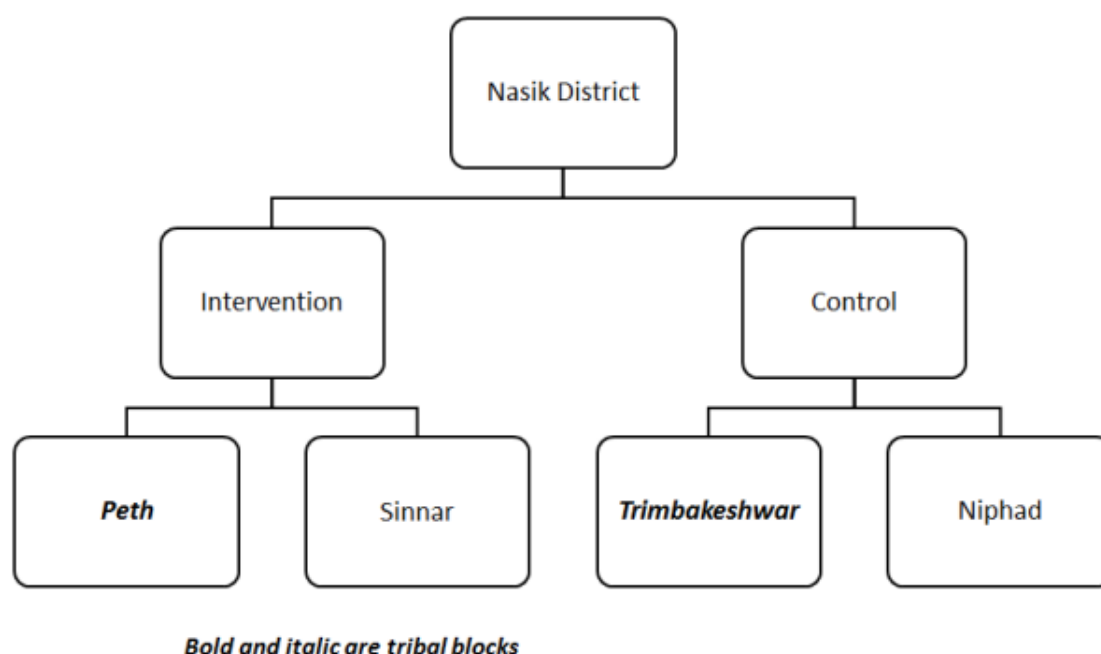 Nasik District
Intervention
Control
Peth
Sinnar
Trimbakeshwar
Niphad
Bold and italic are tribal blocks